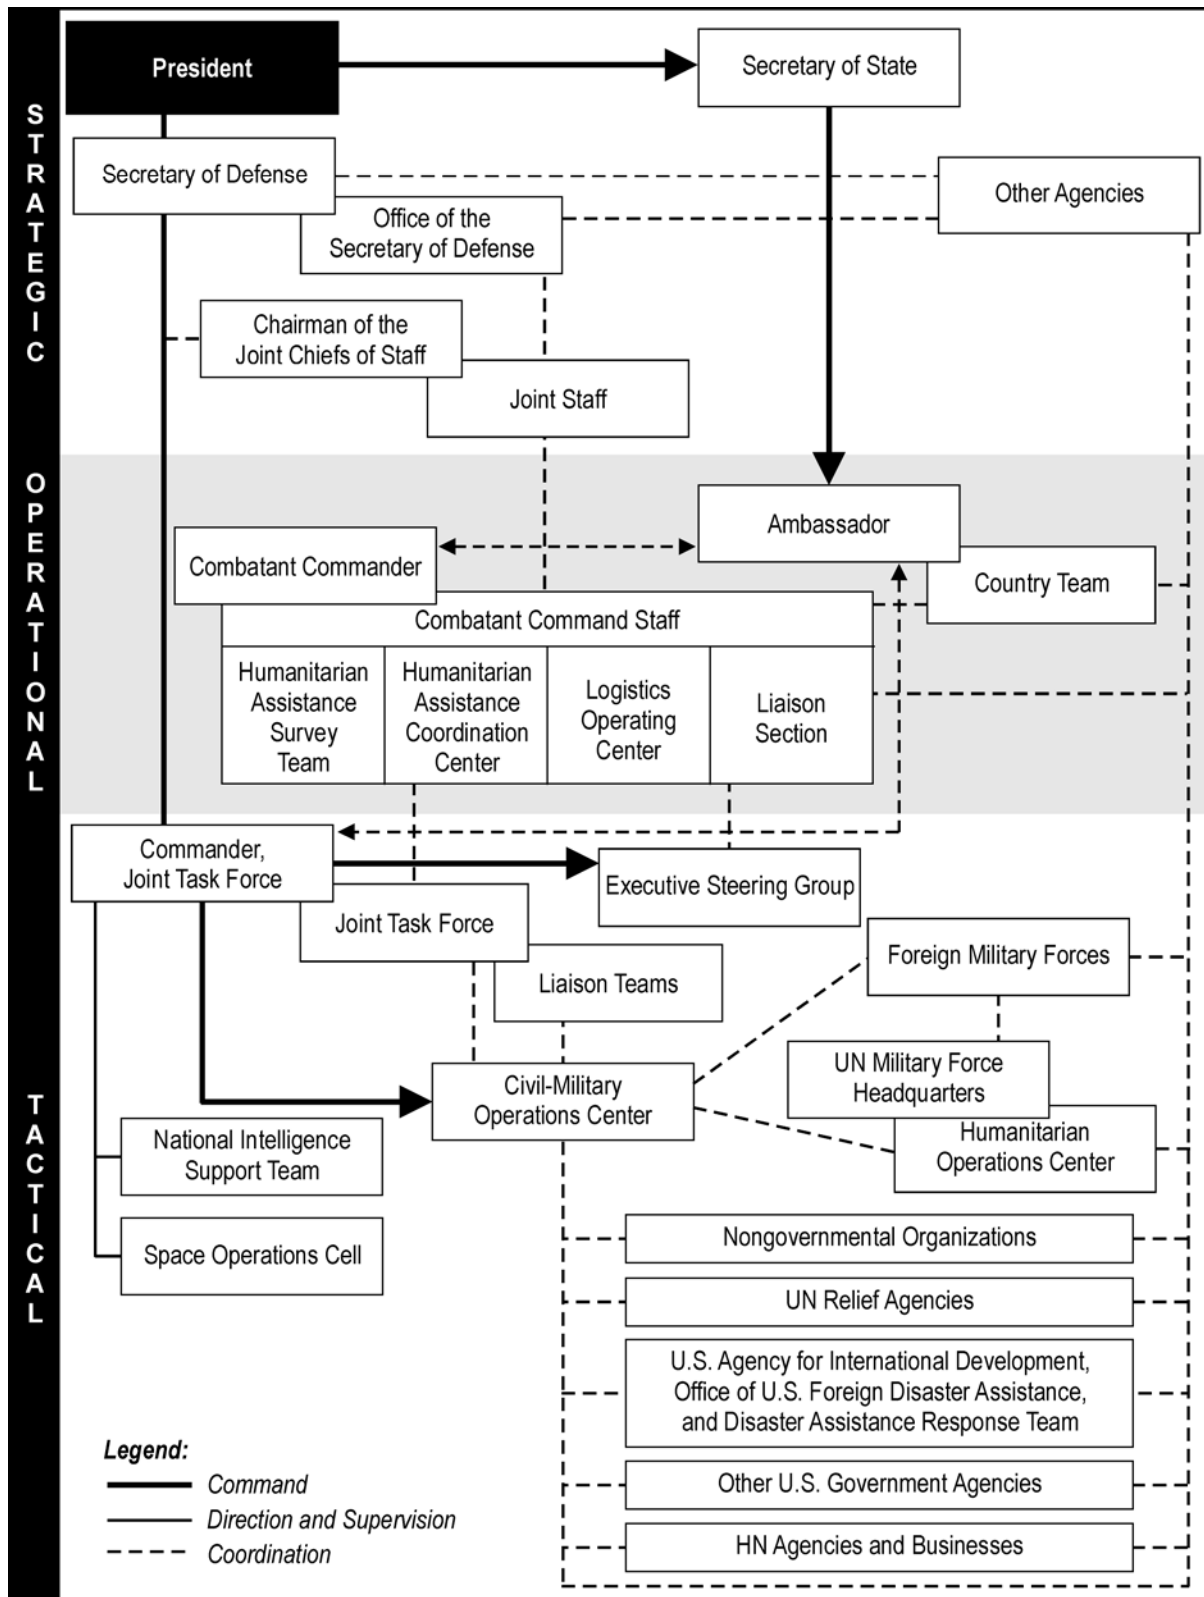 STRATEGIC
President
Secretary of State
Secretary of Defense
Other Agencies
Office of the
Secretary of Defense
Chairman of the
Joint Chiefs of Staff
Joint Staff
OPERATIONAL
Ambassador
Combatant Commander
Country Team
Combatant Command Staff
Humanitarian
Assistance
Survey
Team
Humanitarian
Assistance
Coordination
Center
Logistics
Operating
Center
Liaison
Section
TACTICAL
Commander,
Joint Task Force
Executive Steering Group
Joint Task Force
Foreign Military Forces
Liaison Teams
UN Military Force
Headquarters
Civil-Military
Operations Center
Humanitarian
Operations Center
National Intelligence
Support Team
Space Operations Cell
Nongovernmental Organizations
UN Relief Agencies
U.S. Agency for International Development,
Office of U.S. Foreign Disaster Assistance,
and Disaster Assistance Response Team
Other U.S. Government Agencies
HN Agencies and Businesses
Legend:
Command
Direction and Supervision
Coordination